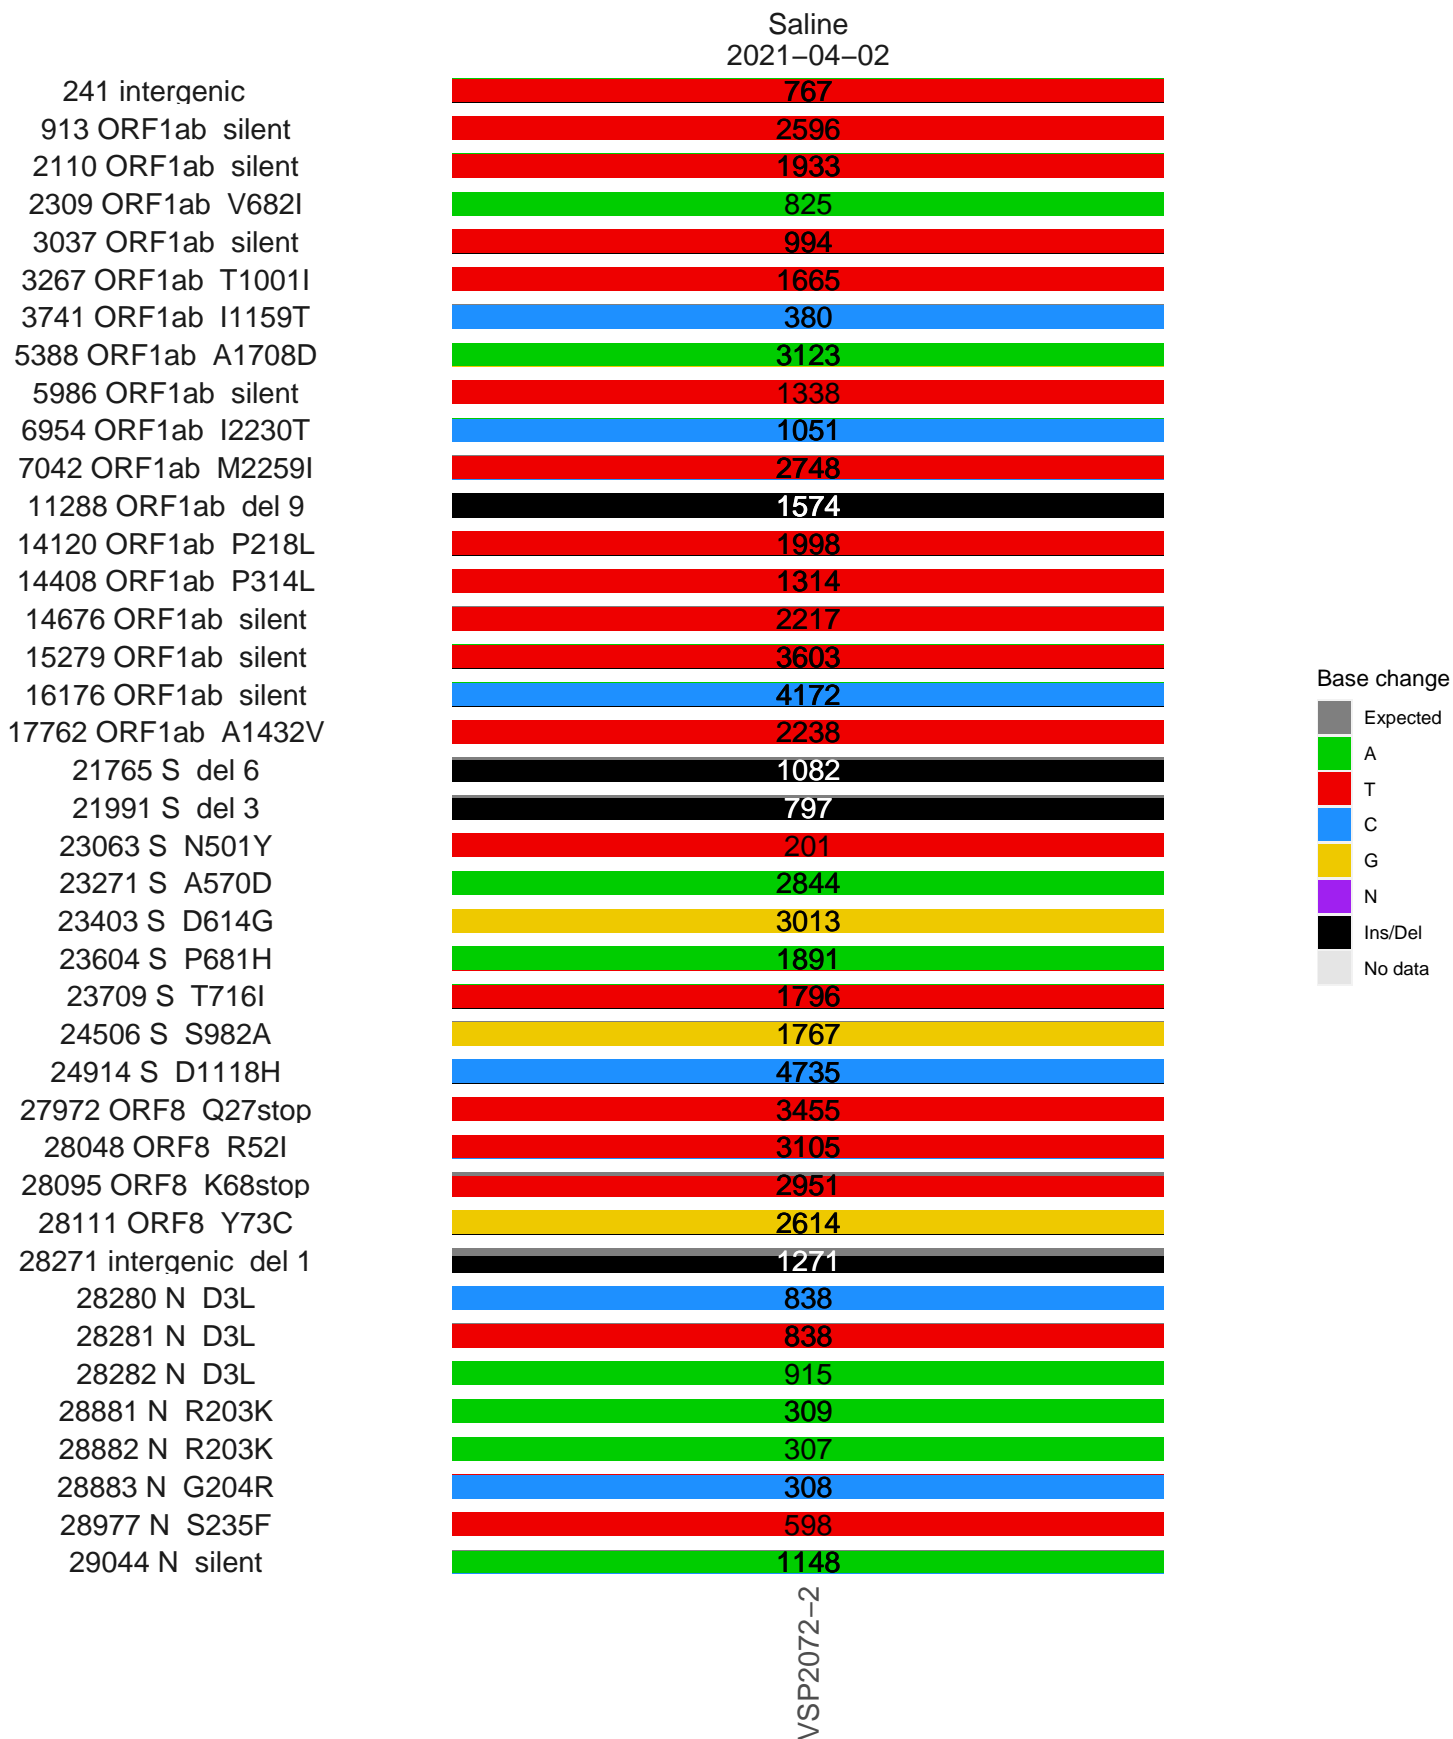 Saline
2021−04−02
241 intergenic 767
913 ORF1ab silent 2596
2110 ORF1ab silent 1933
2309 ORF1ab V682I 825
3037 ORF1ab silent 994
3267 ORF1ab T1001I 1665
3741 ORF1ab I1159T 380
5388 ORF1ab A1708D 3123
5986 ORF1ab silent 1338
6954 ORF1ab I2230T 1051
7042 ORF1ab M2259I 2748
11288 ORF1ab del 9 1574
14120 ORF1ab P218L 1998
14408 ORF1ab P314L 1314
14676 ORF1ab silent 2217
15279 ORF1ab silent 3603
16176 ORF1ab silent 4172
17762 ORF1ab A1432V 2238
21765 S del 6 1082
21991 S del 3 797
23063 S N501Y 201
23271 S A570D 2844
23403 S D614G 3013
23604 S P681H 1891
23709 S T716I 1796
24506 S S982A 1767
24914 S D1118H 4735
27972 ORF8 Q27stop 3455
28048 ORF8 R52I 3105
28095 ORF8 K68stop 2951
28111 ORF8 Y73C 2614
28271 intergenic del 1 1271
28280 N D3L 838
28281 N D3L 838
28282 N D3L 915
28881 N R203K 309
28882 N R203K 307
28883 N G204R 308
28977 N S235F 598
29044 N silent 1148
VSP2072−2
Base change
Expected
A
T
C
G
N
Ins/Del
No data